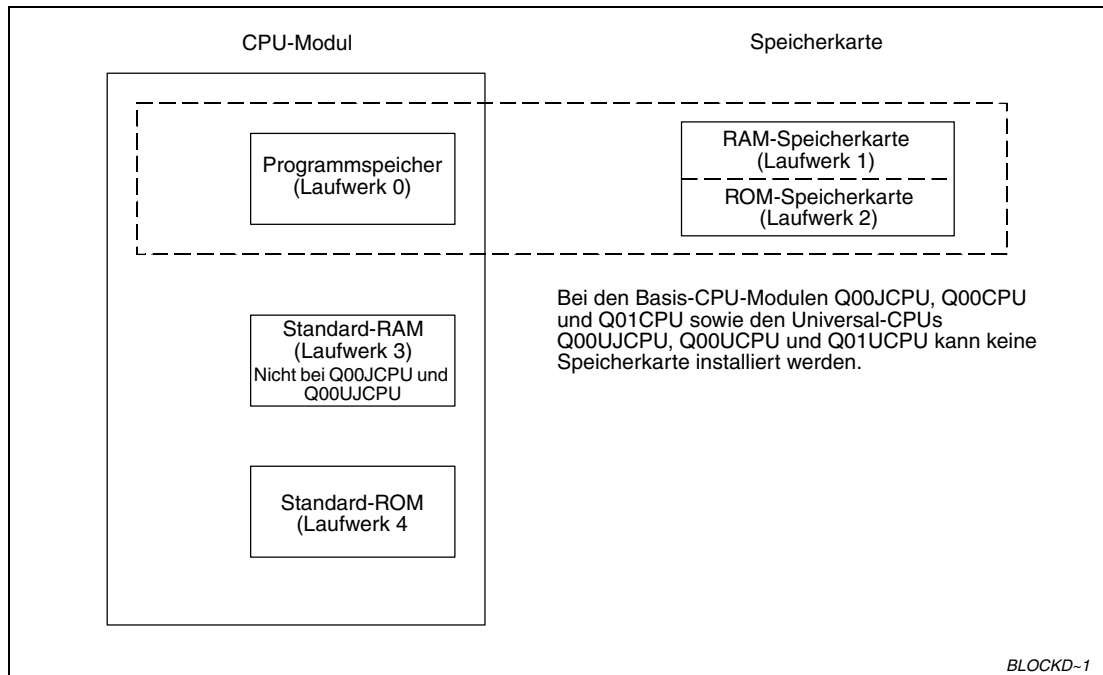 CPU-Modul
Speicherkarte
Programmspeicher
(Laufwerk 0)
RAM-Speicherkarte
(Laufwerk 1)
ROM-Speicherkarte
(Laufwerk 2)
Standard-RAM
(Laufwerk 3)
Nicht bei Q00JCPU und
Q00UJCPU
Bei den Basis-CPU-Modulen Q00JCPU, Q00CPU
und Q01CPU sowie den Universal-CPUs
Q00UJCPU, Q00UCPU und Q01UCPU kann keine
Speicherkarte installiert werden.
Standard-ROM
(Laufwerk 4
BLOCKD~1